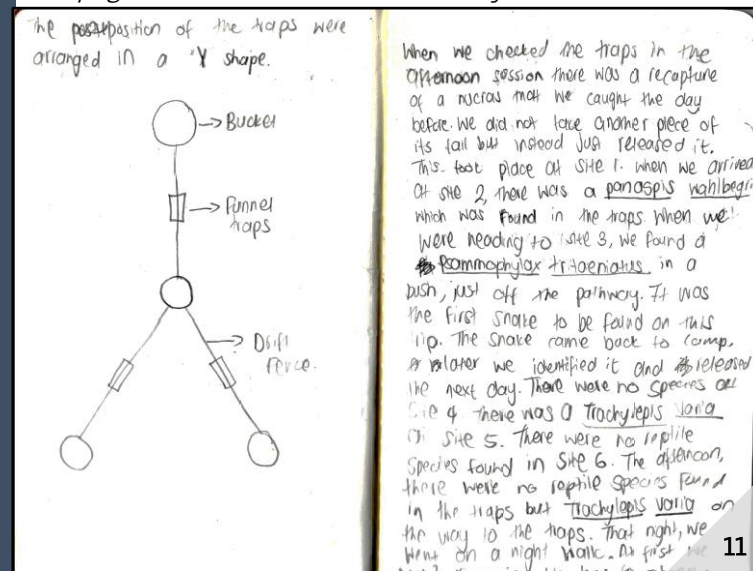 The position of the traps were
arranged in a "Y shape.
Bucket
Funnel
traps
Drift
Fence.
When we checked the traps in the
afternoon session there was a recapture
of a nucras that we caught the day
before. We did not take another piece of
its tail but instead just released it.
This took place at site 1. When we arrived
at site 2, there was a panaspis wahlbegri
which was found in the traps. When we
were heading to site 3, we found a
Psammophylax tritaeniatus in a
bush, just off the pathway. It was
the first snake to be found on this
trip. The snake came back to camp,
later we identified it and released
the next day. There were no species at
Site 4 There was a Trachylepis varia
Site 5. There were no reptile
Species found in Site 6. The afternoon,
there were no reptile species found
in the traps but Trachylepis varia on
the way to the traps. That night, we
went on a night walk. At first we
11